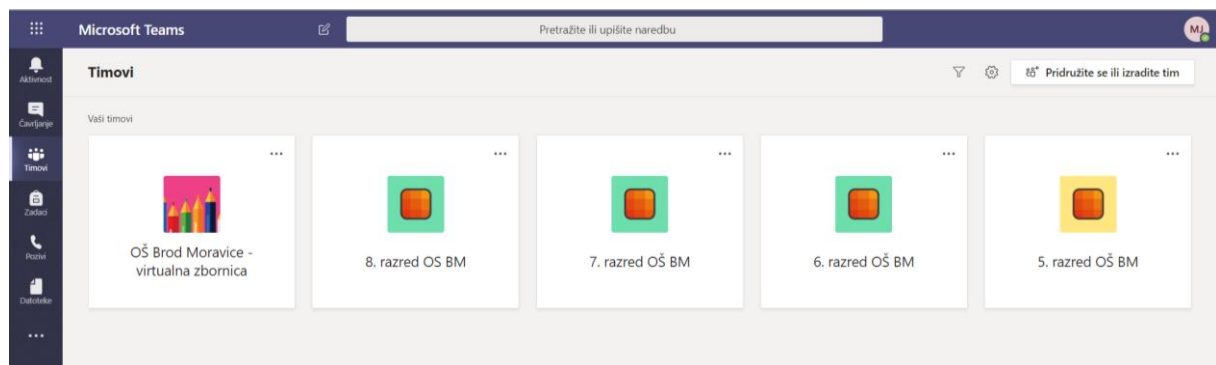 Microsoft Teams
Pretražite ili upišite naredbu
MJ
Aktivnost
Čavrljanje
Timovi
Zadaci
Pozivi
Datoteke
Timovi
Pridružite se ili izradite tim
Vaši timovi
OŠ Brod Moravice -
virtualna zbornica
8. razred OS BM
7. razred OŠ BM
6. razred OŠ BM
5. razred OŠ BM